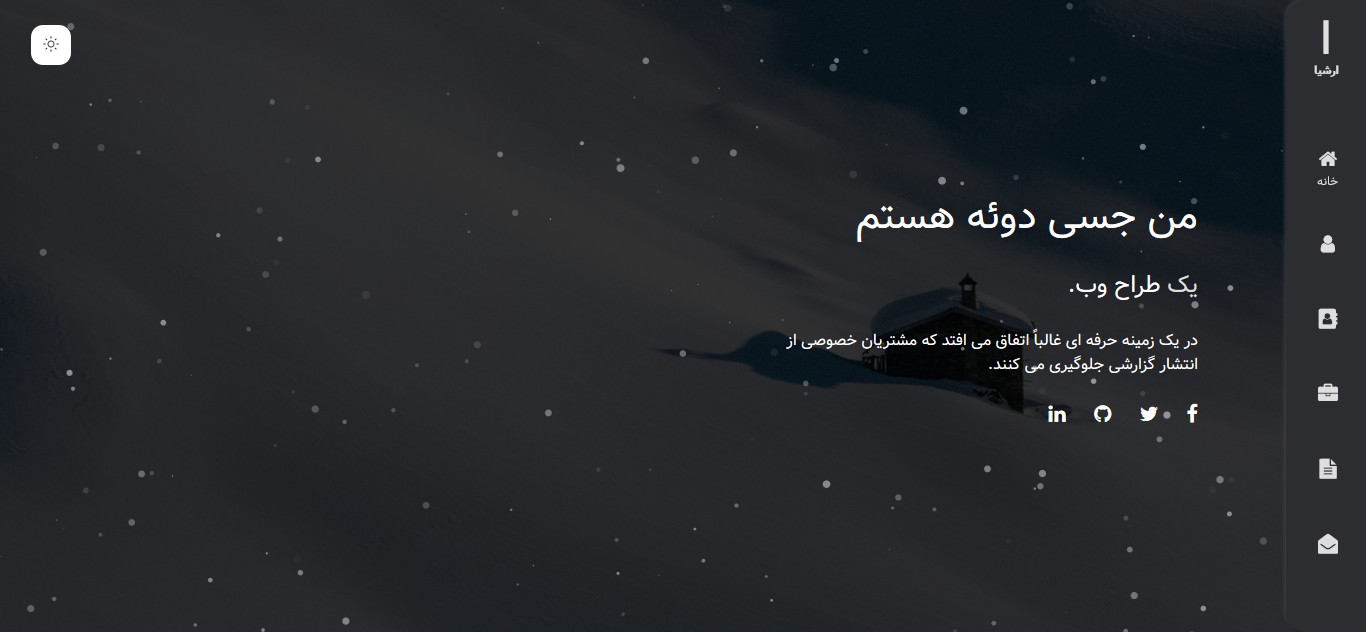 ا
ارشیا
خانه
من جسی دوئه هستم
یک طراح وب.
در یک زمینه حرفه ای غالباً اتفاق می افتد که مشتریان خصوصی از
انتشار گزارشی جلوگیری می کنند.